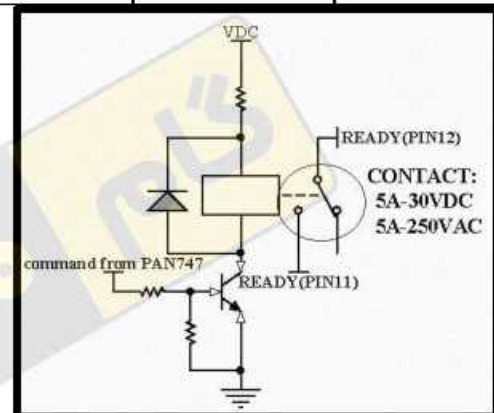 VDC
READY(PIN12)
CONTACT:
5A-30VDC
5A-250VAC
command from PAN747
READY(PIN11)